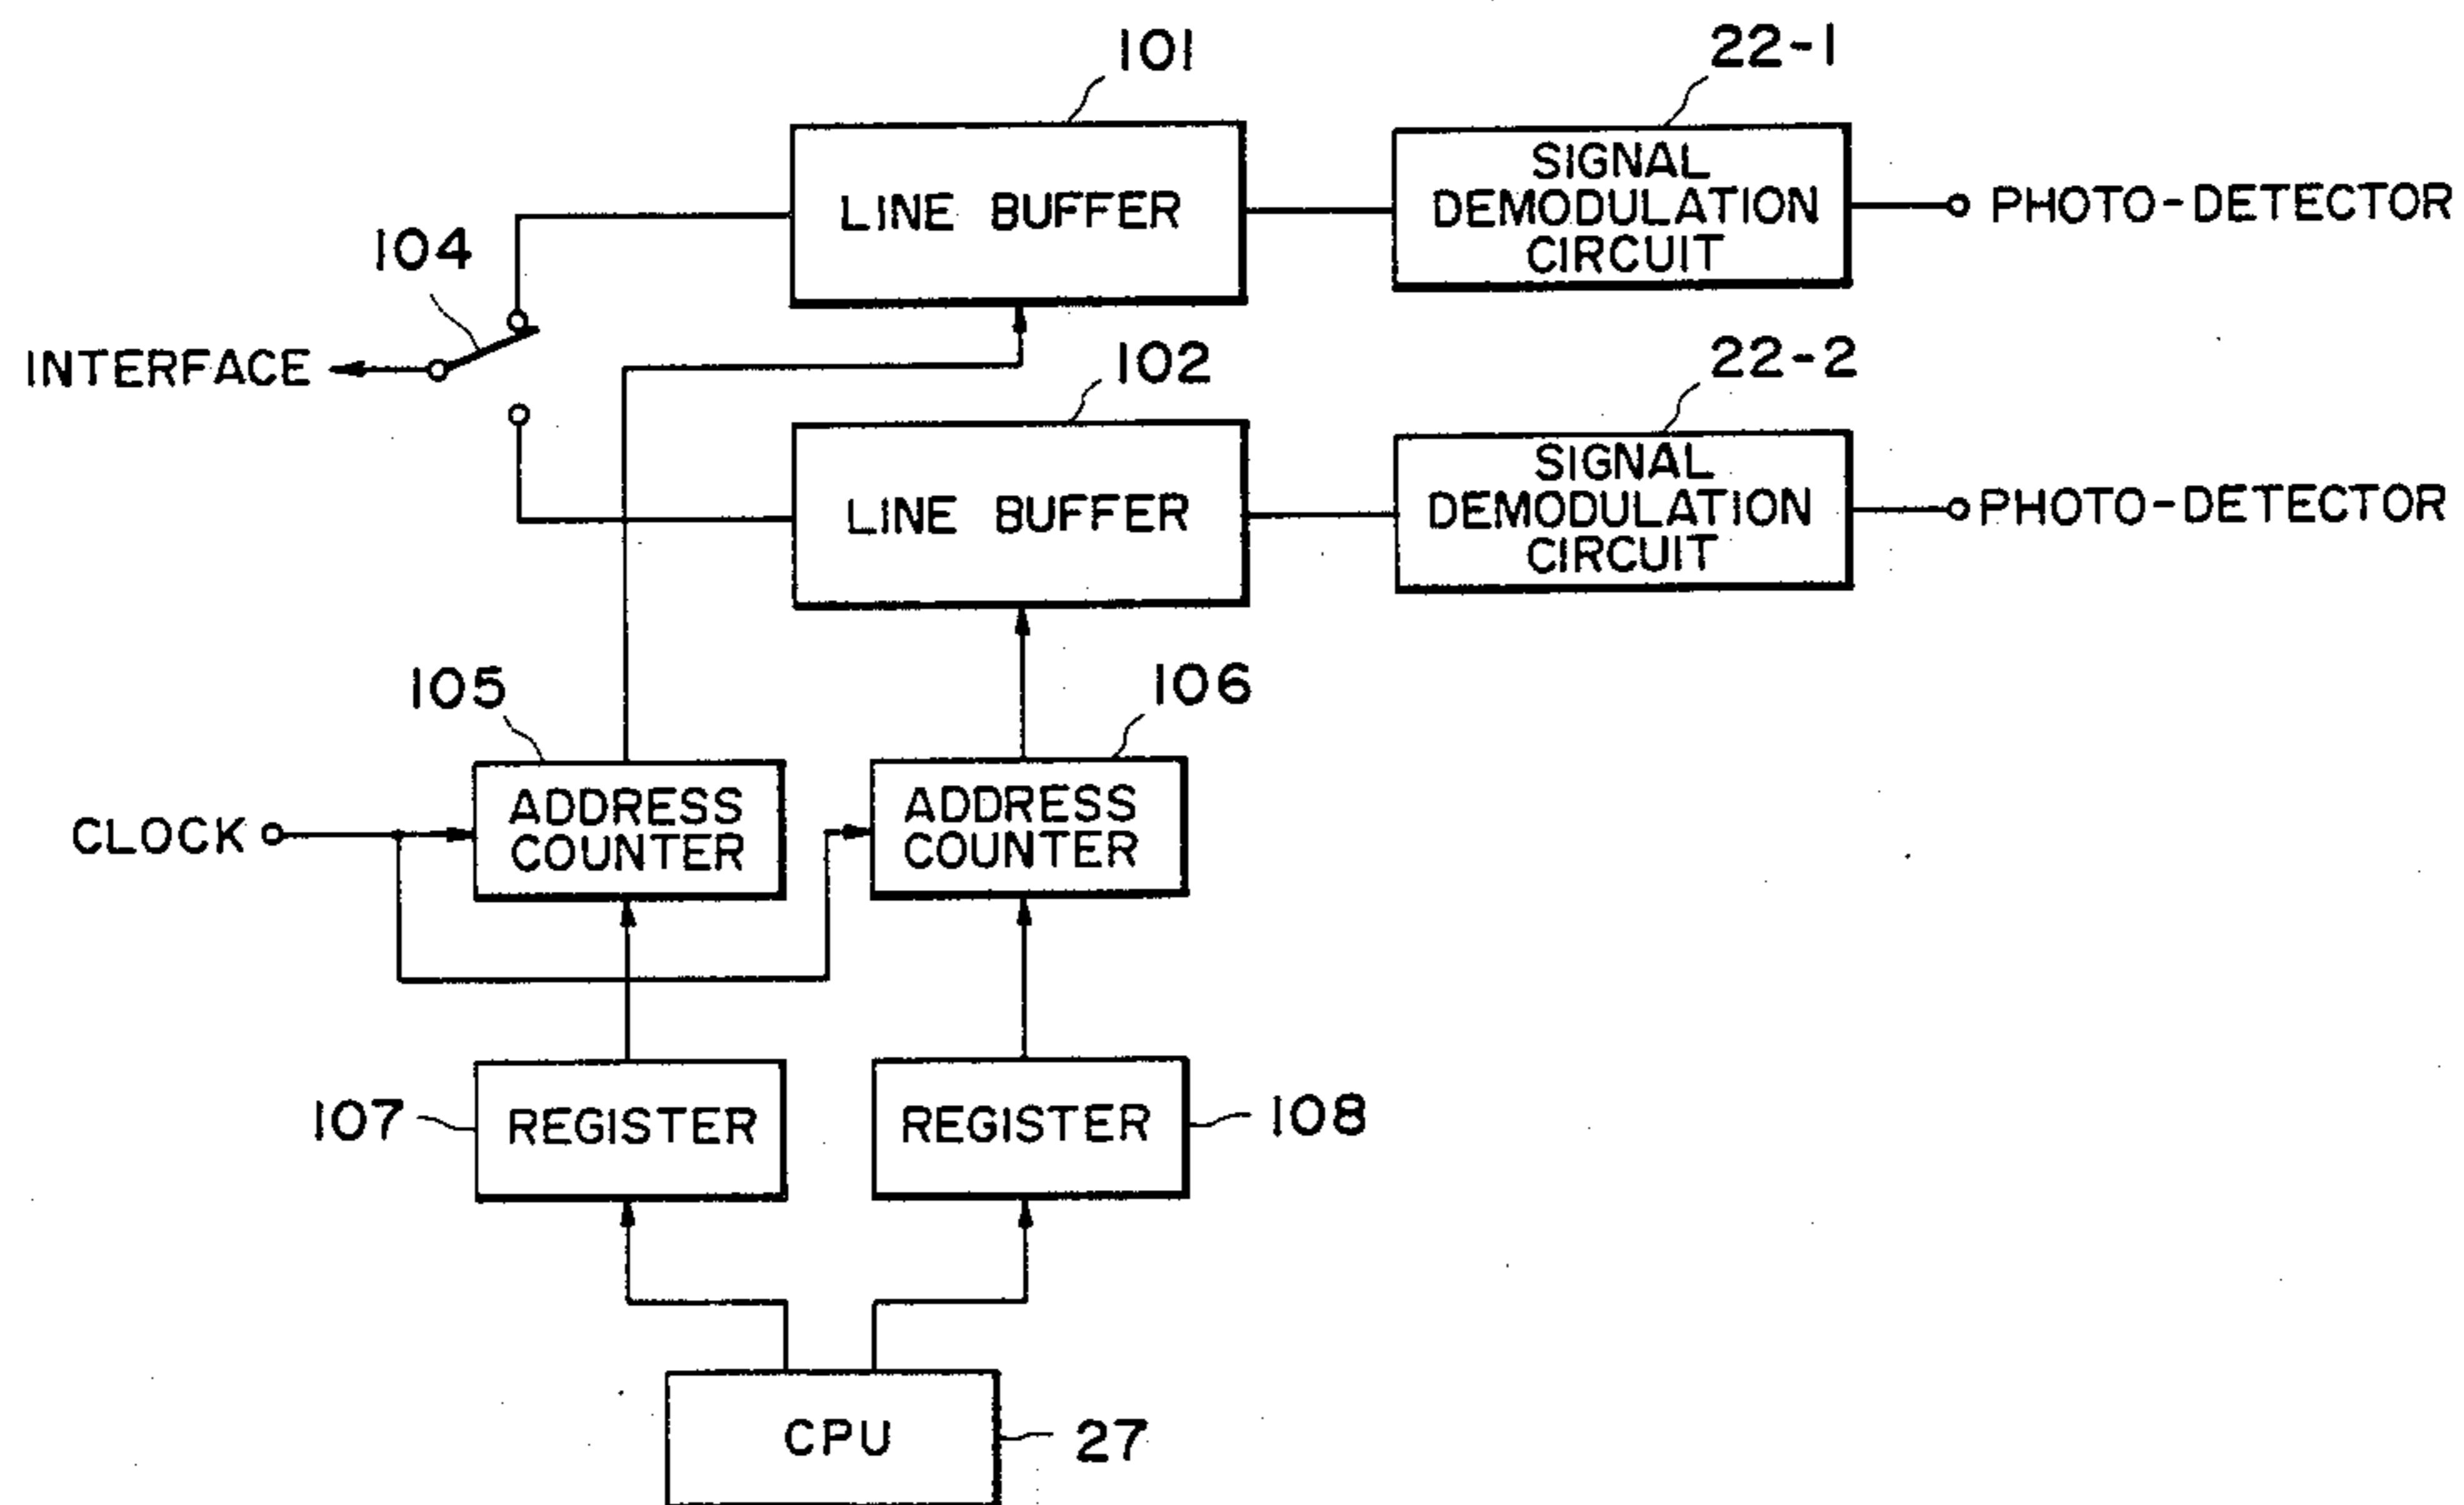 101
22-1
LINE BUFFER
SIGNAL
DEMODULATION
CIRCUIT
PHOTO-DETECTOR
104
INTERFACE
102
22-2
LINE BUFFER
SIGNAL
DEMODULATION
CIRCUIT
PHOTO-DETECTOR
105
106
CLOCK
ADDRESS
COUNTER
ADDRESS
COUNTER
107
REGISTER
REGISTER
108
CPU
27